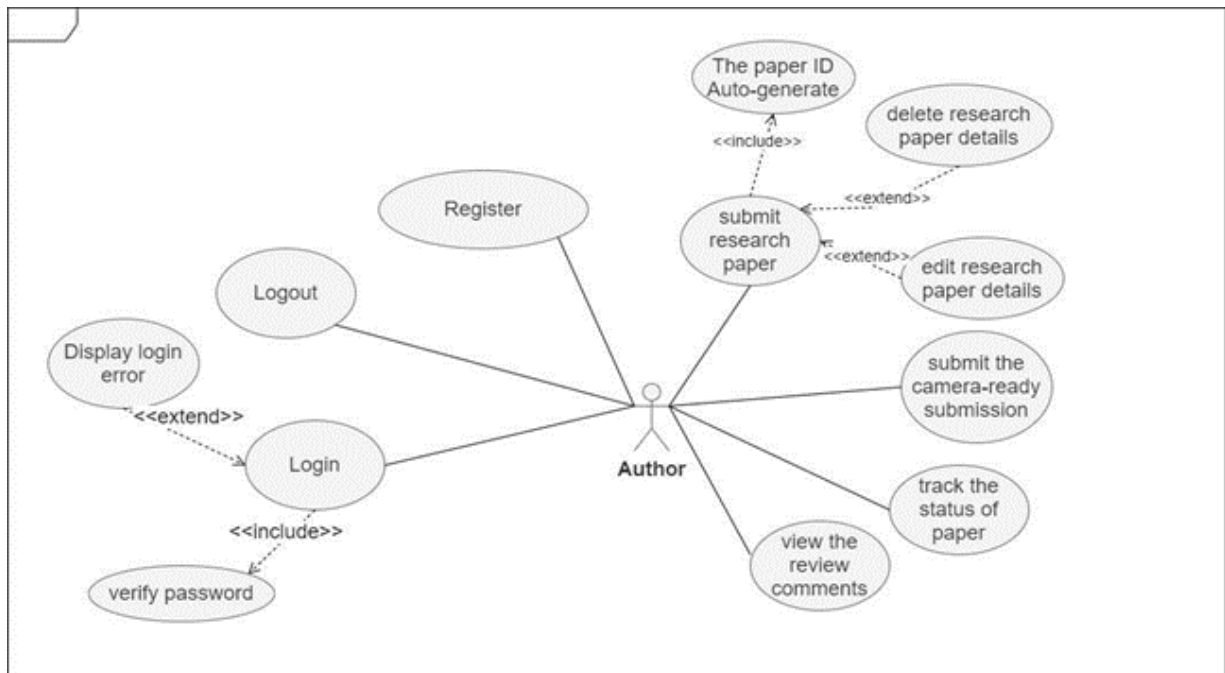 The paper ID
Auto-generate
<<include>>
delete research
paper details
<<extend>>
Register
submit
research
paper
<<extend>>
edit research
paper details
Logout
Display login
error
<<extend>>
Login
<<include>>
verify password
Author
submit the
camera-ready
submission
track the
status of
paper
view the
review
comments